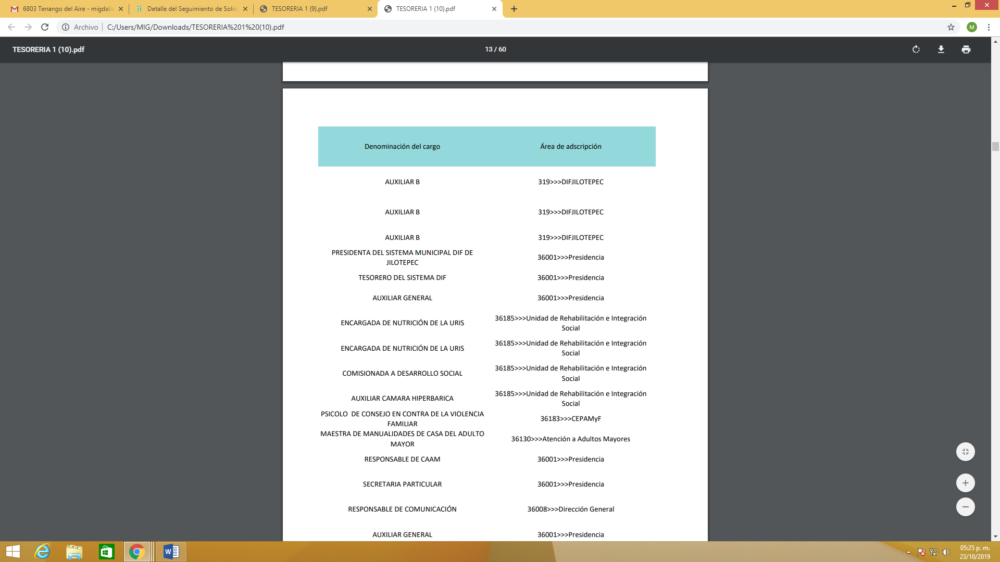 6803 Tenango del Aire - migdalia
Detalle del Seguimiento de Solici
TESORERIA 1 (9).pdf
TESORERIA 1 (10).pdf
Archivo
C:/Users/MIG/Downloads/TESORERIA%201%20(10).pdf
M
TESORERIA 1 (10).pdf
13 / 60
Denominación del cargo
Área de adscripción
AUXILIAR B
319>>>DIFJILOTEPEC
AUXILIAR B
319>>>DIFJILOTEPEC
AUXILIAR B
319>>>DIFJILOTEPEC
PRESIDENTA DEL SISTEMA MUNICIPAL DIF DE
JILOTEPEC
36001>>>Presidencia
TESORERO DEL SISTEMA DIF
36001>>>Presidencia
AUXILIAR GENERAL
36001>>>Presidencia
ENCARGADA DE NUTRICIÓN DE LA URIS
36185>>>Unidad de Rehabilitación e Integración
Social
ENCARGADA DE NUTRICIÓN DE LA URIS
36185>>>Unidad de Rehabilitación e Integración
Social
COMISIONADA A DESARROLLO SOCIAL
36185>>>Unidad de Rehabilitación e Integración
Social
AUXILIAR CAMARA HIPERBARICA
36185>>>Unidad de Rehabilitación e Integración
Social
PSICOLO  DE CONSEJO EN CONTRA DE LA VIOLENCIA
FAMILIAR
36183>>>CEPAMyF
MAESTRA DE MANUALIDADES DE CASA DEL ADULTO
MAYOR
36130>>>Atención a Adultos Mayores
RESPONSABLE DE CAAM
36001>>>Presidencia
SECRETARIA PARTICULAR
36001>>>Presidencia
RESPONSABLE DE COMUNICACIÓN
36008>>>Dirección General
AUXILIAR GENERAL
36001>>>Presidencia
05:25 p. m.
23/10/2019